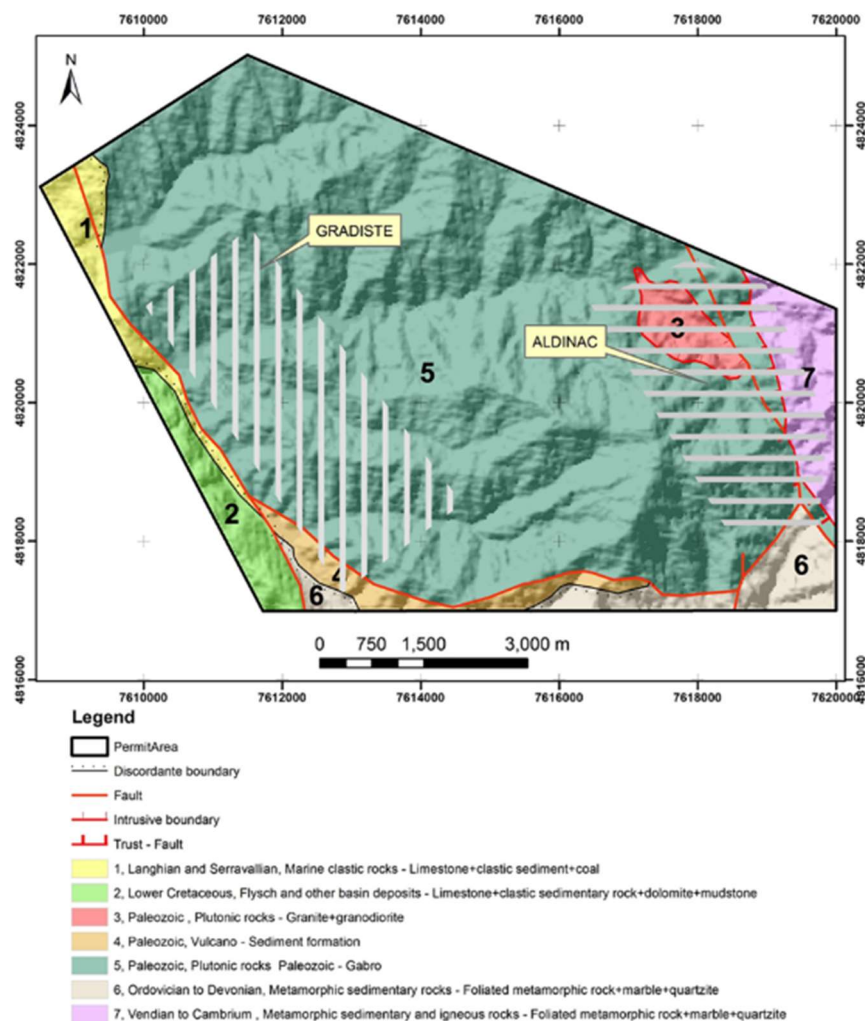 7610000 7612000 7614000 7616000 7618000 7620000
N
4824000 4824000
GRADISTE
1
4822000 4822000
3
ALDINAC
5
7
4820000 4820000
2
4818000 4818000
4
6
6
0 750 1,500 3,000 m
4816000 4816000
7610000 7612000 7614000 7616000 7618000 7620000
Legend
PermitArea
Discordante boundary
Fault
Intrusive boundary
Trust - Fault
1, Langhian and Serravallian, Marine clastic rocks - Limestone+clastic sediment+coal
2, Lower Cretaceous, Flysch and other basin deposits - Limestone+clastic sedimentary rock+dolomite+mudstone
3, Paleozoic , Plutonic rocks - Granite+granodiorite
4, Paleozoic, Vulcano - Sediment formation
5, Paleozoic, Plutonic rocks Paleozoic - Gabro
6, Ordovician to Devonian, Metamorphic sedimentary rocks - Foliated metamorphic rock+marble+quartzite
7, Vendian to Cambrium , Metamorphic sedimentary and igneous rocks - Foliated metamorphic rock+marble+quartzite